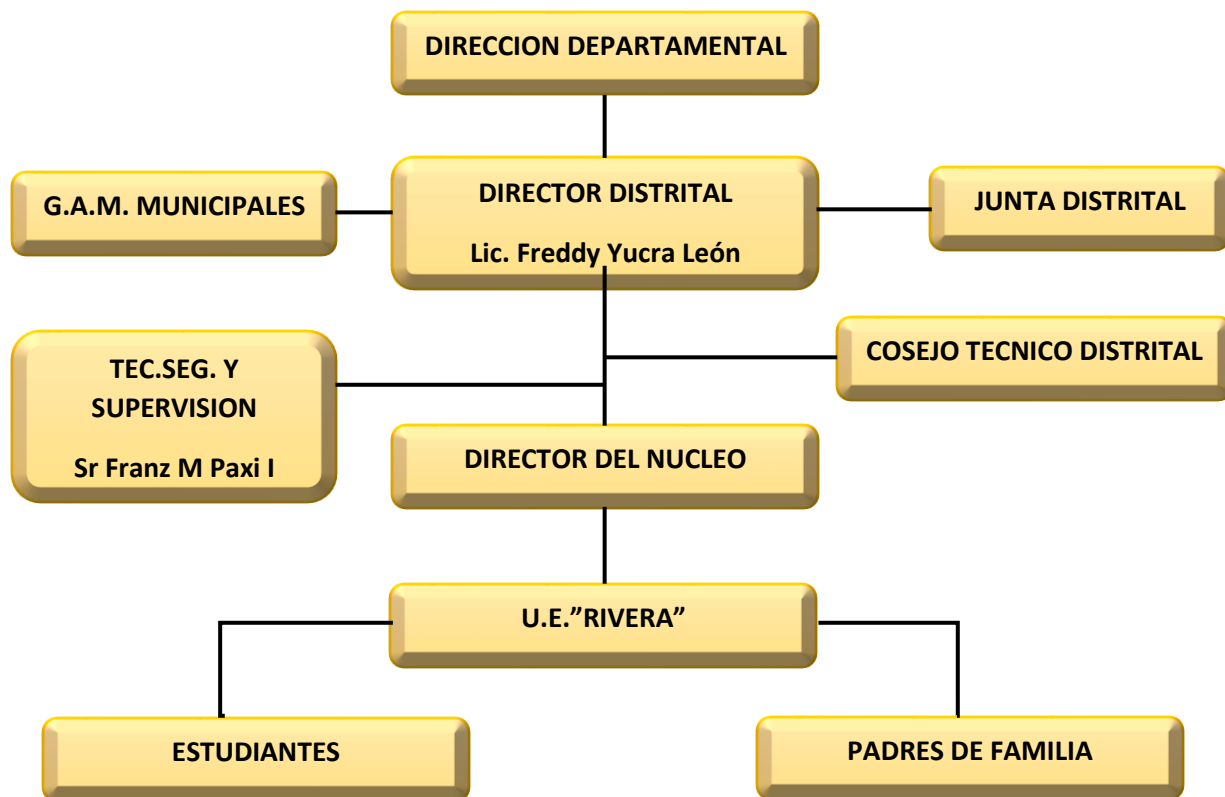 DIRECCION DEPARTAMENTAL
G.A.M. MUNICIPALES
DIRECTOR DISTRITAL
Lic. Freddy Yucra León
JUNTA DISTRITAL
TEC.SEG. Y
SUPERVISION
Sr Franz M Paxi I
COSEJO TECNICO DISTRITAL
DIRECTOR DEL NUCLEO
U.E.”RIVERA”
ESTUDIANTES
PADRES DE FAMILIA